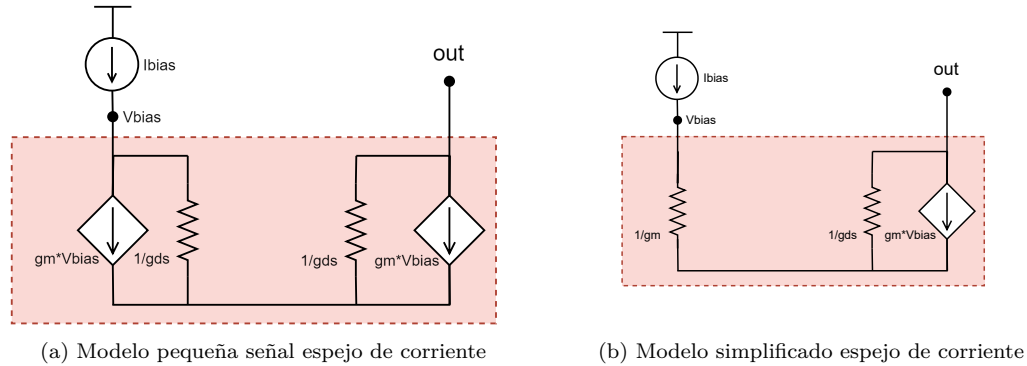 Ibias
out
Vbias
gm*Vbias
1/gds
1/gds
gm*Vbias
(a) Modelo pequeña señal espejo de corriente
Ibias
out
Vbias
1/gm
1/gds
gm*Vbias
(b) Modelo simplificado espejo de corriente